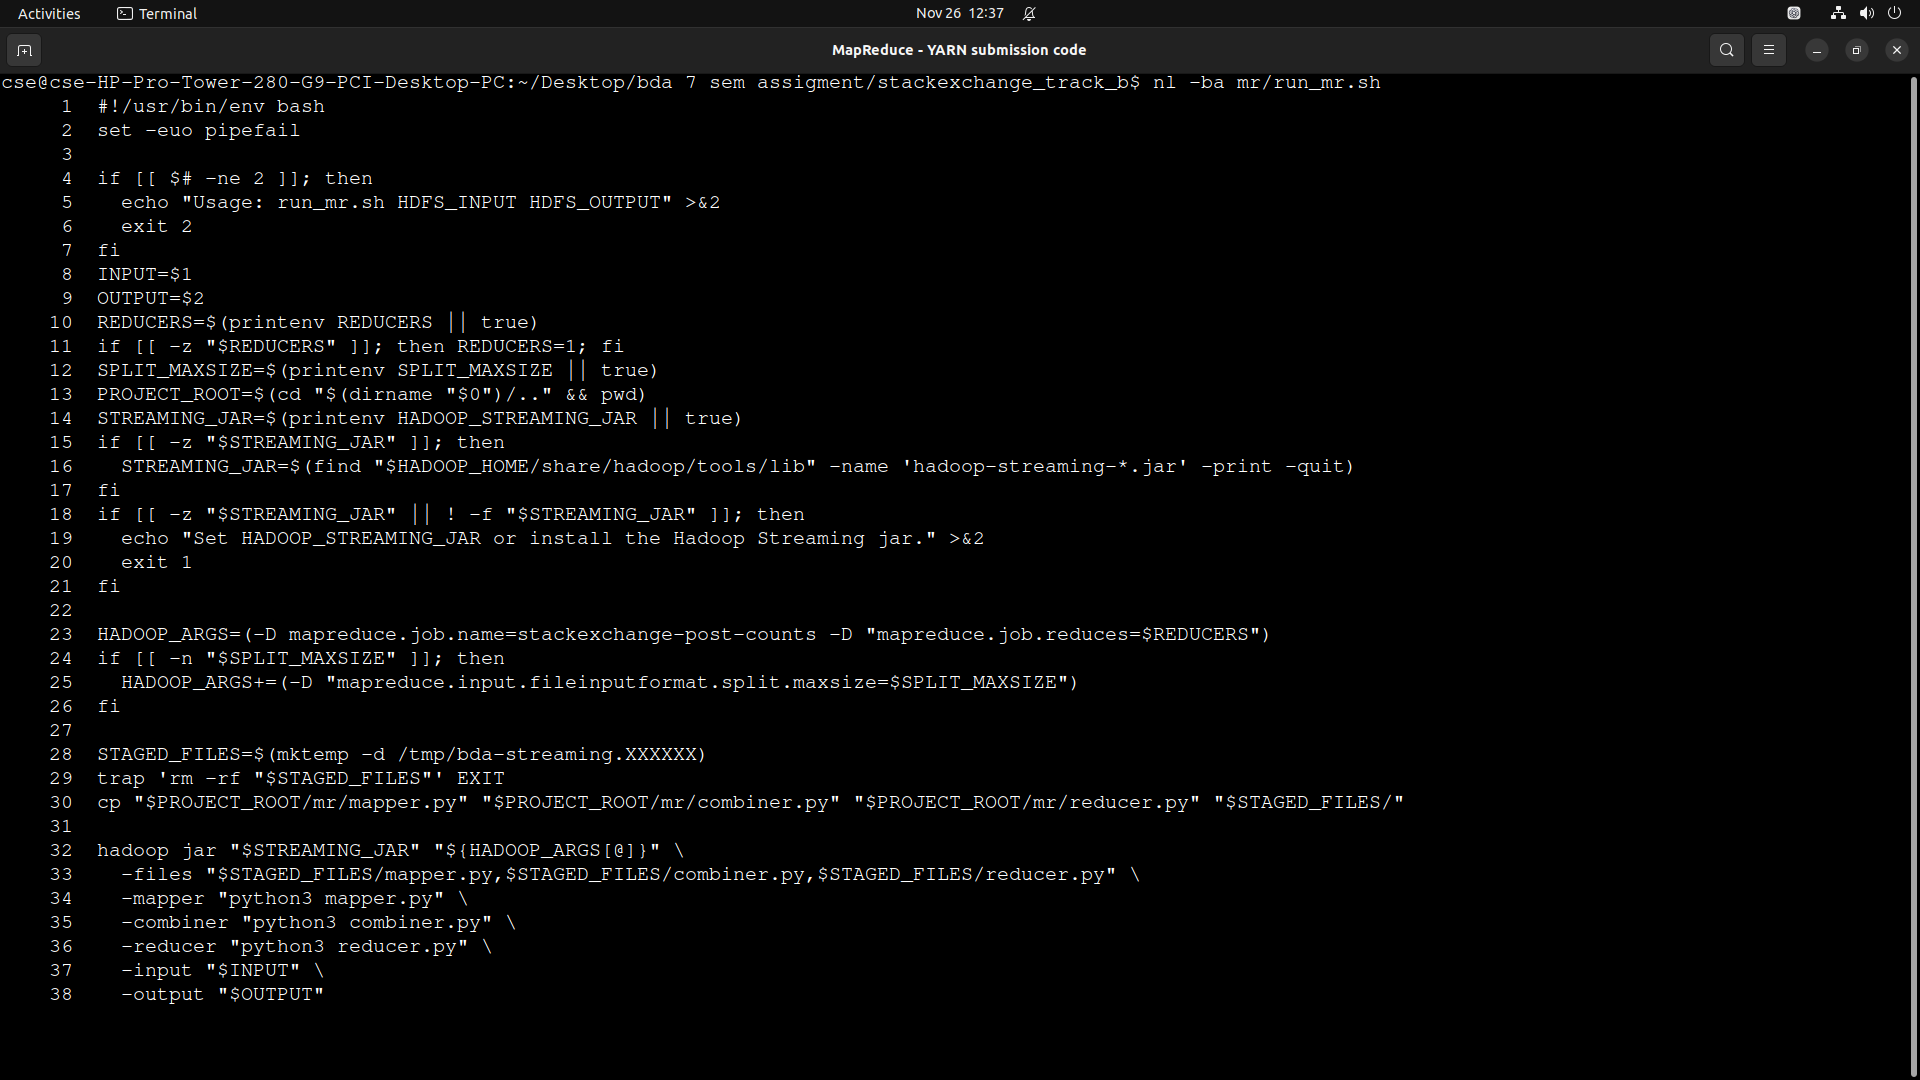 Activities
Terminal
Nov 26 12:37
MapReduce - YARN submission code
cse@cse-HP-Pro-Tower-280-G9-PCI-Desktop-PC:~/Desktop/bda 7 sem assigment/stackexchange_track_b$ nl -ba mr/run_mr.sh
1 #!/usr/bin/env bash
2 set -euo pipefail
3
4 if [[ $# -ne 2 ]]; then
5   echo "Usage: run_mr.sh HDFS_INPUT HDFS_OUTPUT" >&2
6   exit 2
7 fi
8 INPUT=$1
9 OUTPUT=$2
10 REDUCERS=$(printenv REDUCERS || true)
11 if [[ -z "$REDUCERS" ]]; then REDUCERS=1; fi
12 SPLIT_MAXSIZE=$(printenv SPLIT_MAXSIZE || true)
13 PROJECT_ROOT=$(cd "$(dirname "$0")/.." && pwd)
14 STREAMING_JAR=$(printenv HADOOP_STREAMING_JAR || true)
15 if [[ -z "$STREAMING_JAR" ]]; then
16   STREAMING_JAR=$(find "$HADOOP_HOME/share/hadoop/tools/lib" -name 'hadoop-streaming-*.jar' -print -quit)
17 fi
18 if [[ -z "$STREAMING_JAR" || ! -f "$STREAMING_JAR" ]]; then
19   echo "Set HADOOP_STREAMING_JAR or install the Hadoop Streaming jar." >&2
20   exit 1
21 fi
22
23 HADOOP_ARGS=(-D mapreduce.job.name=stackexchange-post-counts -D "mapreduce.job.reduces=$REDUCERS")
24 if [[ -n "$SPLIT_MAXSIZE" ]]; then
25   HADOOP_ARGS+=(-D "mapreduce.input.fileinputformat.split.maxsize=$SPLIT_MAXSIZE")
26 fi
27
28 STAGED_FILES=$(mktemp -d /tmp/bda-streaming.XXXXXX)
29 trap 'rm -rf "$STAGED_FILES"' EXIT
30 cp "$PROJECT_ROOT/mr/mapper.py" "$PROJECT_ROOT/mr/combiner.py" "$PROJECT_ROOT/mr/reducer.py" "$STAGED_FILES/"
31
32 hadoop jar "$STREAMING_JAR" "${HADOOP_ARGS[@]}" \
33   -files "$STAGED_FILES/mapper.py,$STAGED_FILES/combiner.py,$STAGED_FILES/reducer.py" \
34   -mapper "python3 mapper.py" \
35   -combiner "python3 combiner.py" \
36   -reducer "python3 reducer.py" \
37   -input "$INPUT" \
38   -output "$OUTPUT"